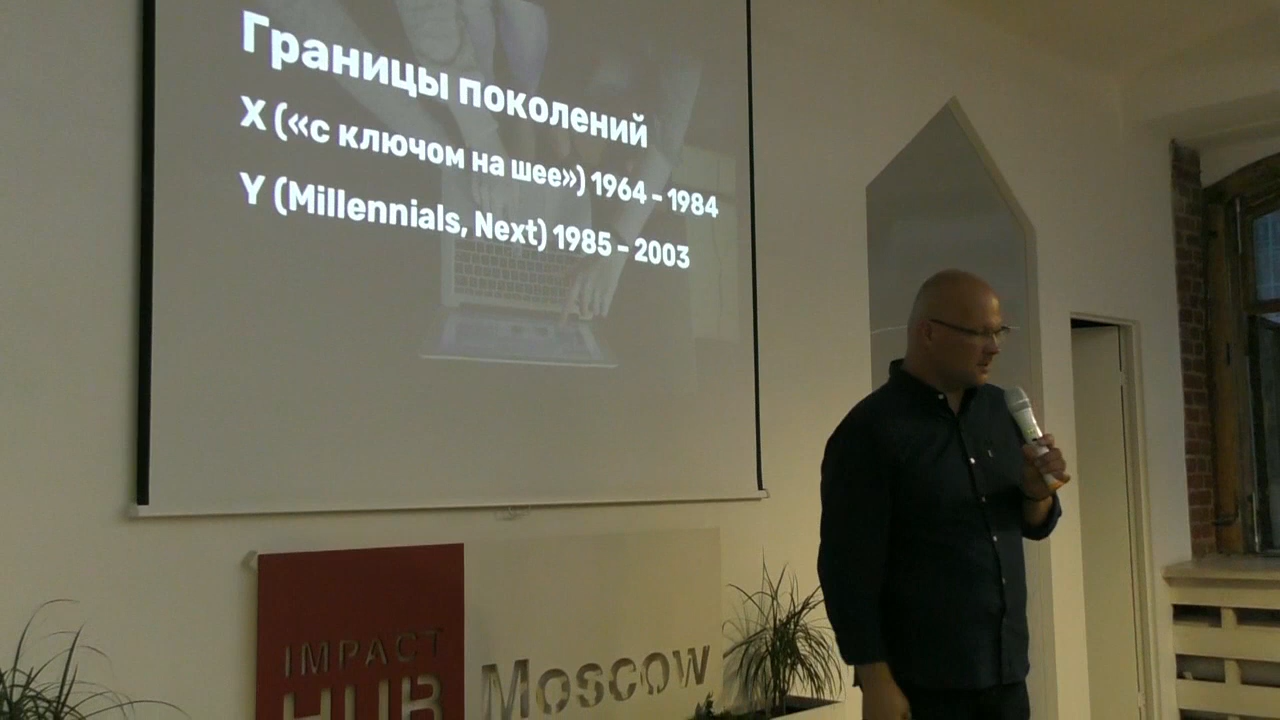 Границы поколений
X («с ключом на шее») 1964 – 1984
Y (Millennials, Next) 1985 – 2003
IMPACT
HUB
Moscow